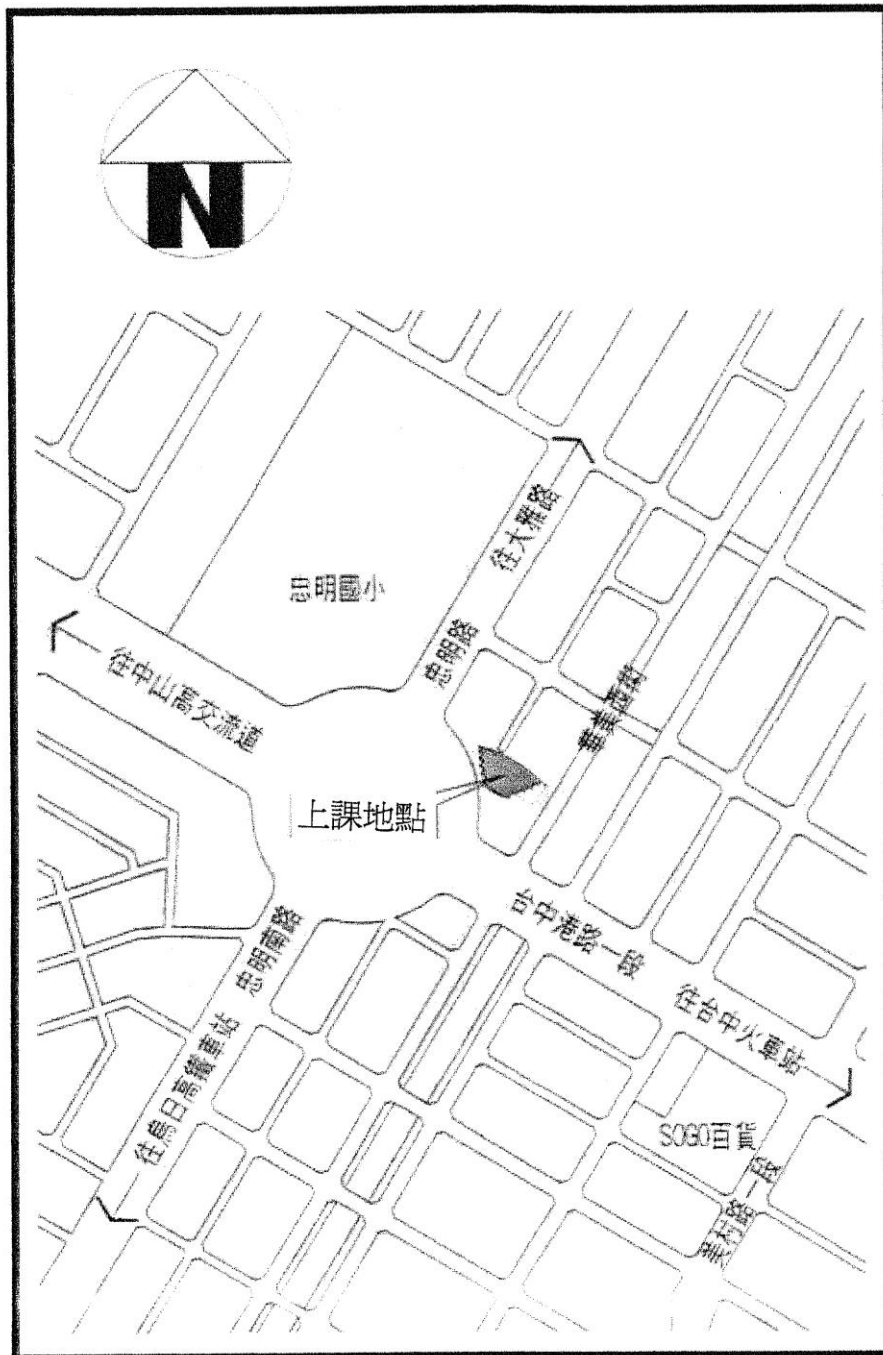 N
往大雅路
忠明國小
忠明路
往中山高交流道
華美西街
上課地點
台中港路一段
忠明南路
往台中火車站
往烏日高鐵車站
SOGO百貨
美村路一段